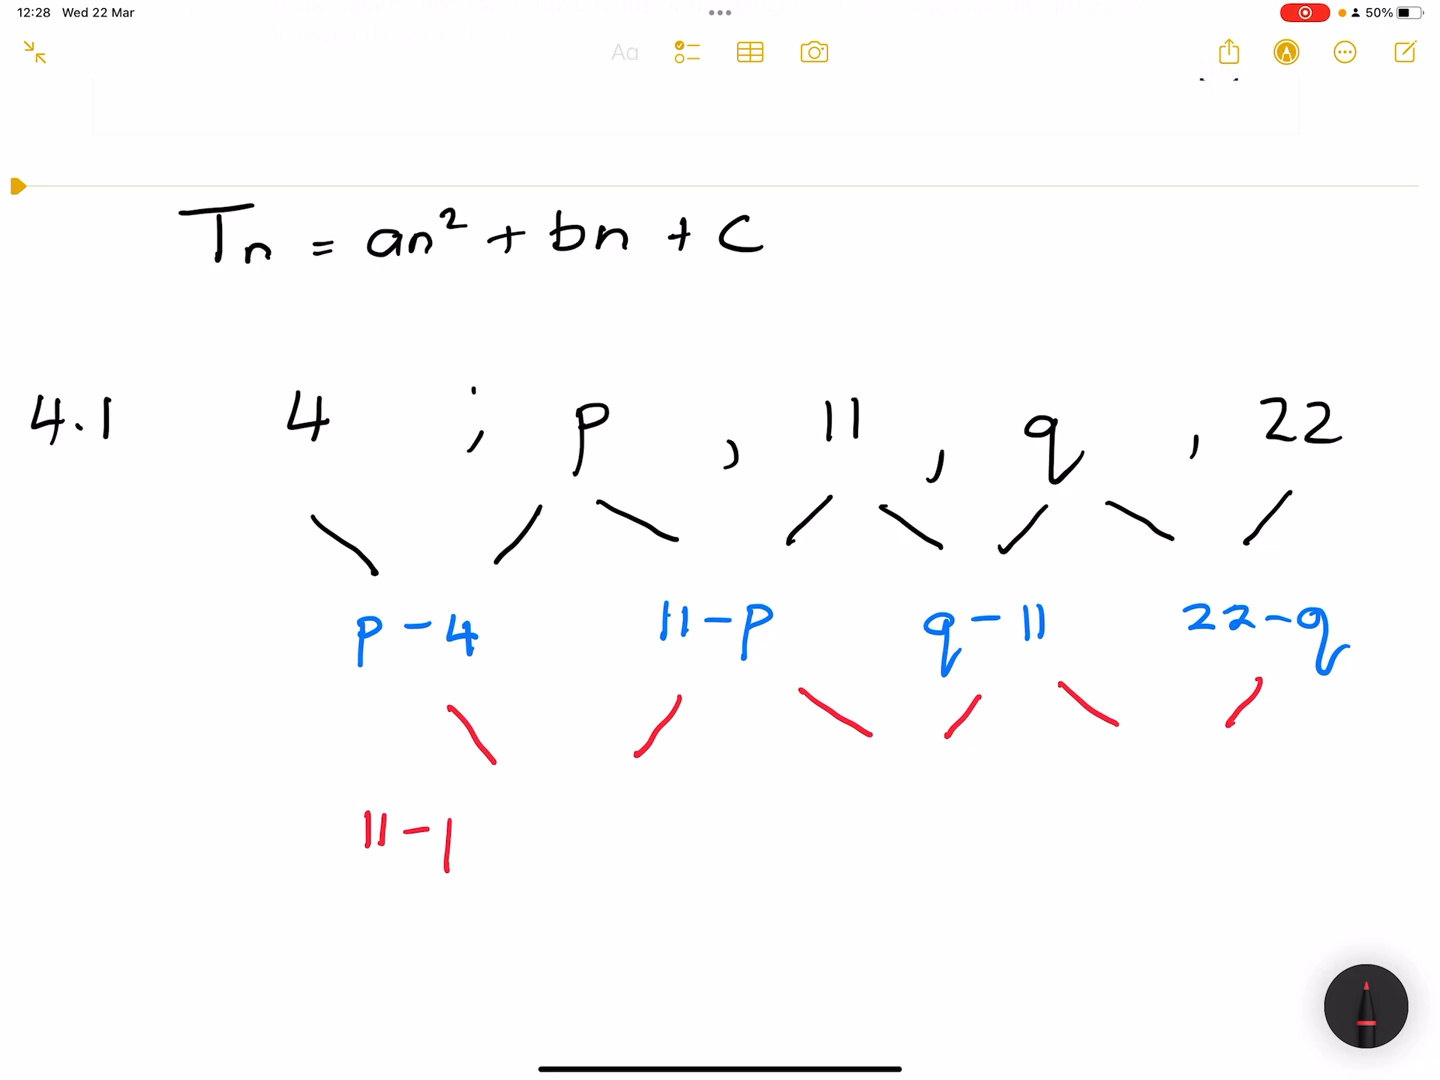 12:28 Wed 22 Mar 50%
Aa
Tn = an² + bn + c
4.1 4 ; p , 11 , q , 22
p - 4 11 - p q - 11 22 - q
11 - |